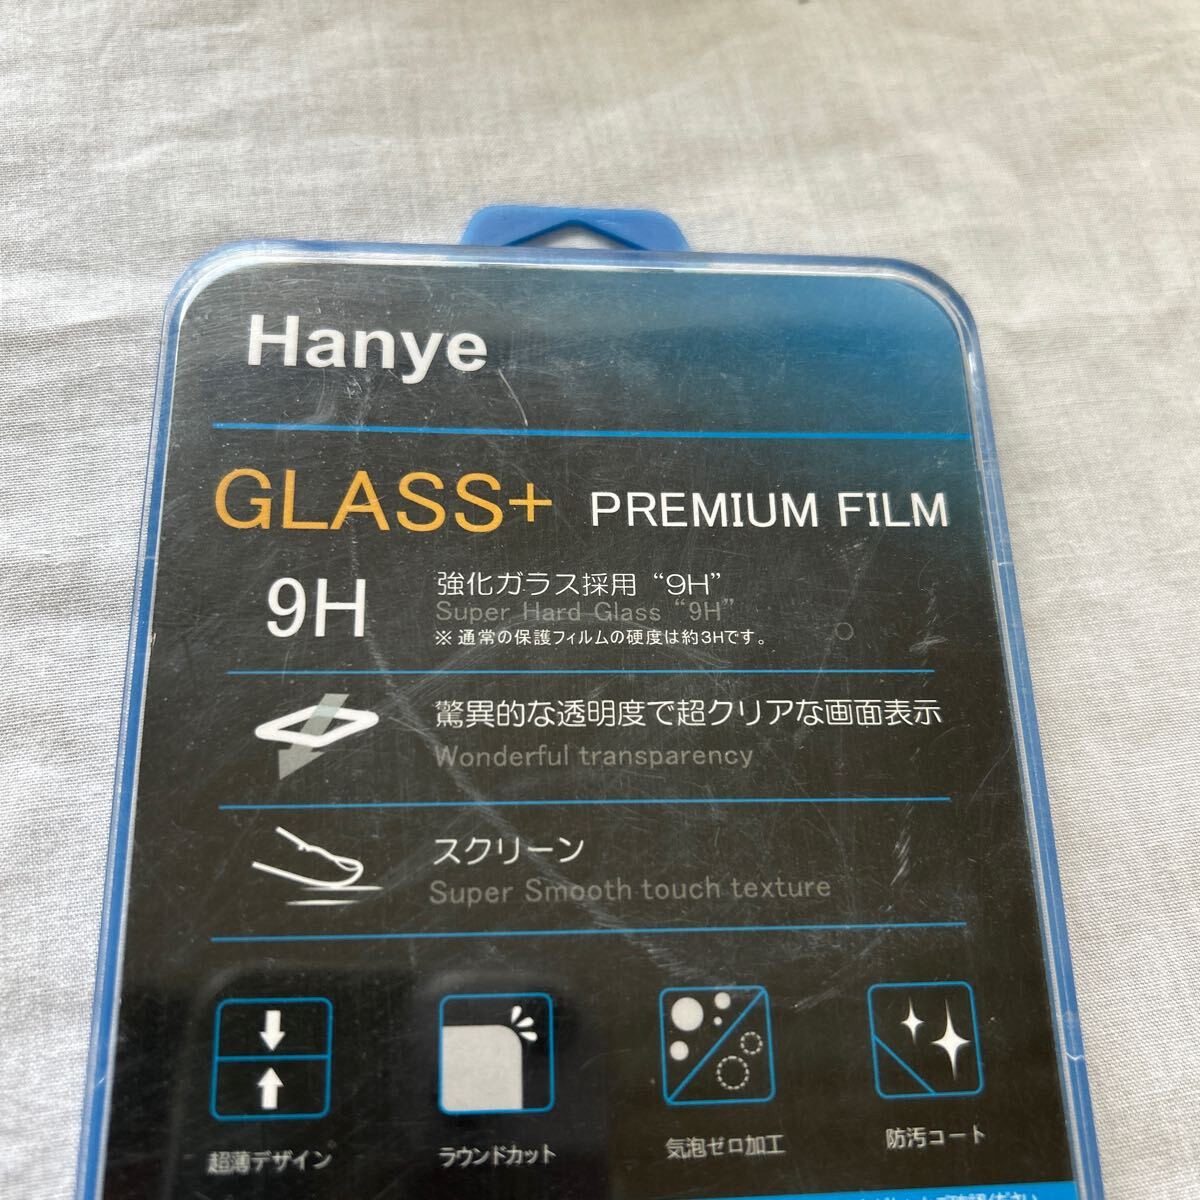 Hanye
GLASS+ PREMIUM FILM
9H
強化ガラス採用“9H”
Super Hard Glass “9H”
※ 通常の保護フィルムの硬度は約3Hです。
驚異的な透明度で超クリアな画面表示
Wonderful transparency
スクリーン
Super Smooth touch texture
超薄デザイン
ラウンドカット
気泡ゼロ加工
防汚コート